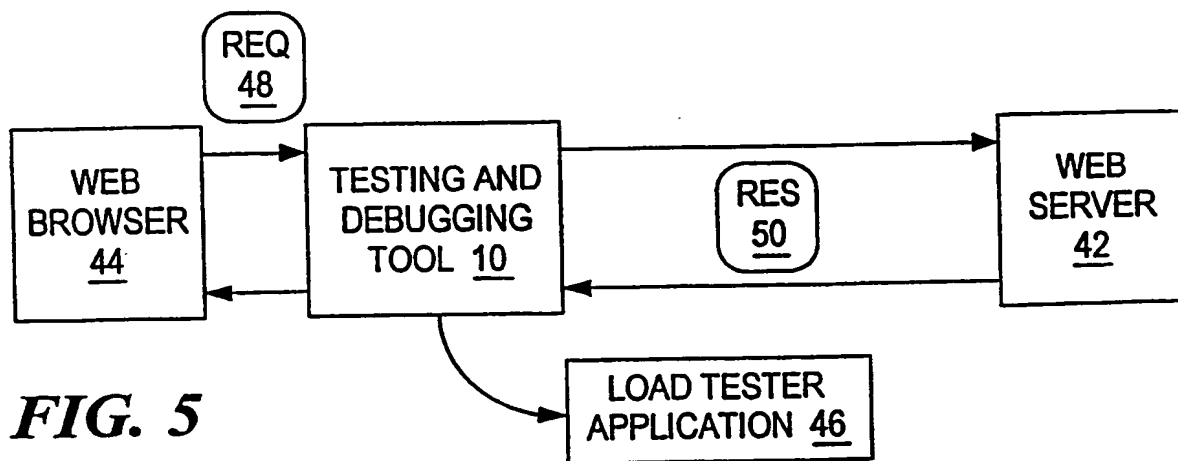 REQ
48
WEB
BROWSER
44
TESTING AND
DEBUGGING
TOOL 10
RES
50
WEB
SERVER
42
LOAD TESTER
APPLICATION 46
FIG. 5